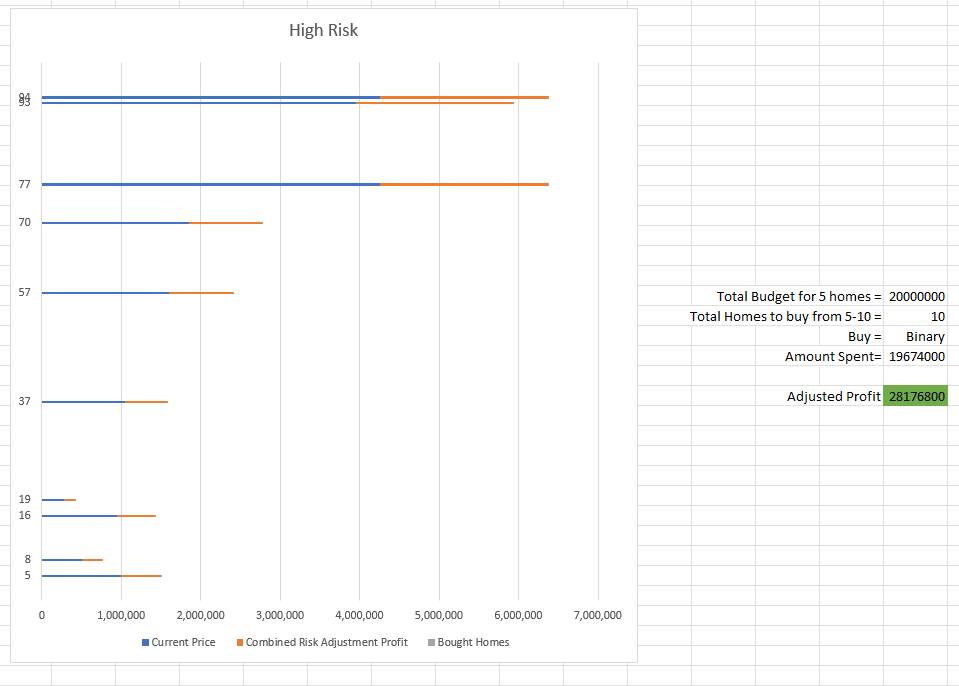 High Risk
94
93
77
70
57
37
19
16
8
5
0 1,000,000 2,000,000 3,000,000 4,000,000 5,000,000 6,000,000 7,000,000
Current Price Combined Risk Adjustment Profit Bought Homes
Total Budget for 5 homes = 20000000
Total Homes to buy from 5-10 = 10
Buy = Binary
Amount Spent= 19674000
Adjusted Profit 28176800